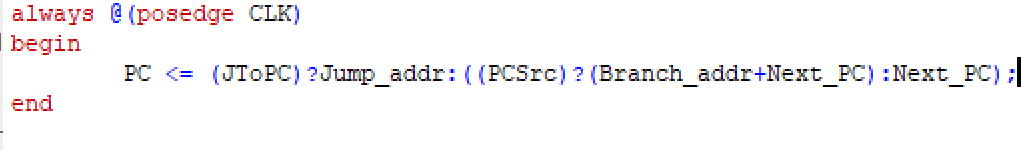 always @(posedge CLK)
begin
PC <= (JToPC)?Jump_addr:((PCSrc)?(Branch_addr+Next_PC):Next_PC);
end